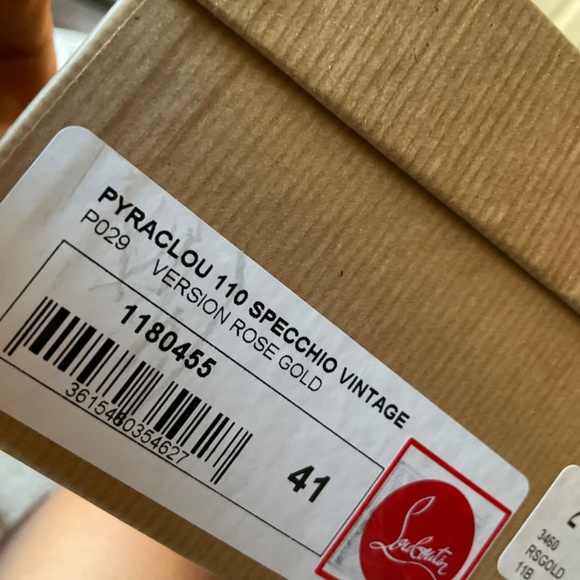 PYRACLOU 110 SPECCHIO VINTAGE
P029 VERSION ROSE GOLD
1180455
3615480354627
41
Louboutin
3460
RSGOLD
11B